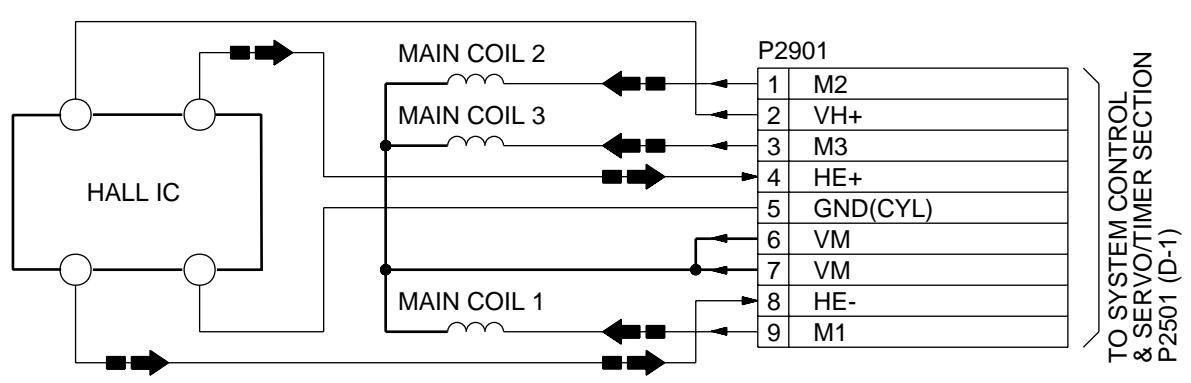 MAIN COIL 2
MAIN COIL 3
HALL IC
MAIN COIL 1
P2901
1 M2
2 VH+
3 M3
4 HE+
5 GND(CYL)
6 VM
7 VM
8 HE-
9 M1
TO SYSTEM CONTROL
& SERVO/TIMER SECTION
P2501 (D-1)